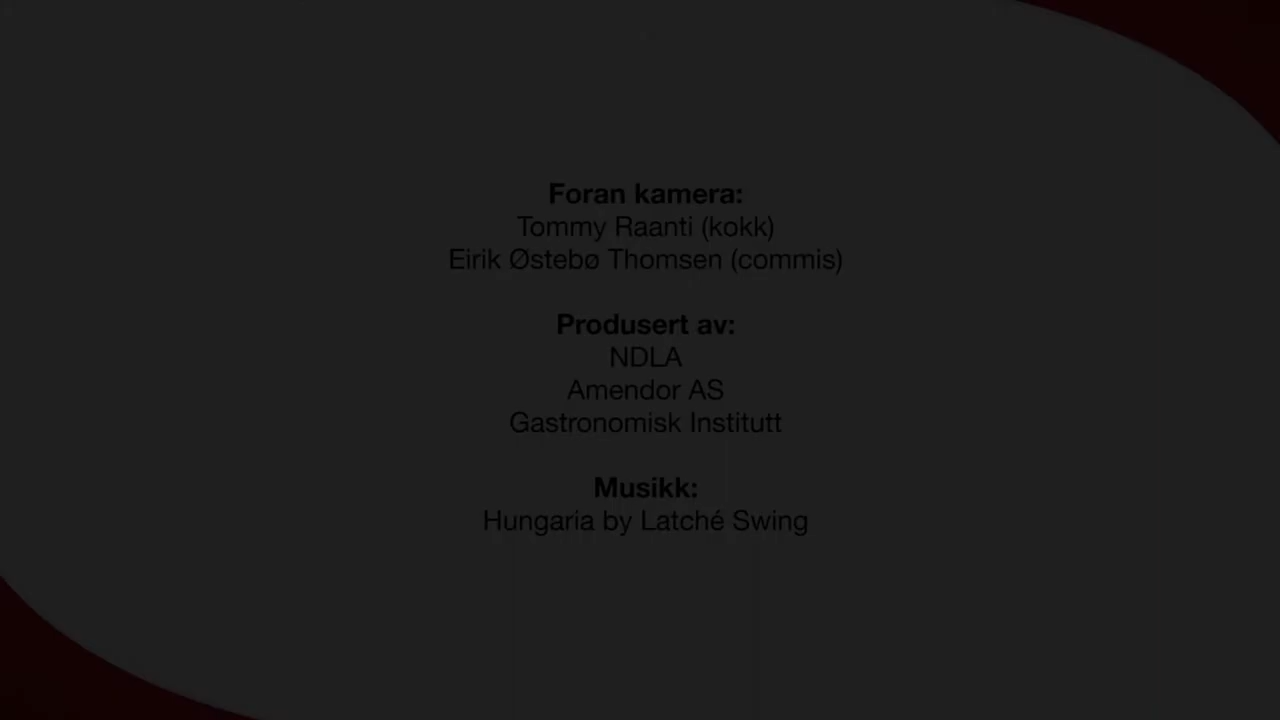 Foran kamera:
Tommy Raanti (kokk)
Eirik Østebø Thomsen (commis)
Produsert av:
NDLA
Amendor AS
Gastronomisk Institutt
Musikk:
Hungaria by Latché Swing